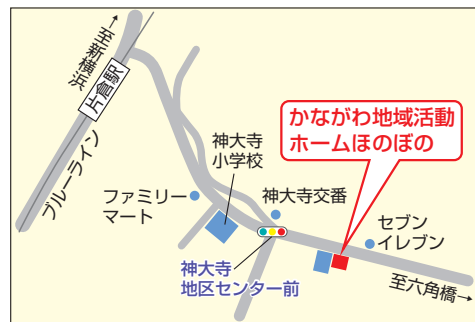 ←至新横浜
片倉駅
ブルーライン
かながわ地域活動
ホームほのぼの
神大寺
小学校
ファミリー
マート
神大寺交番
セブン
イレブン
神大寺
地区センター前
至六角橋→